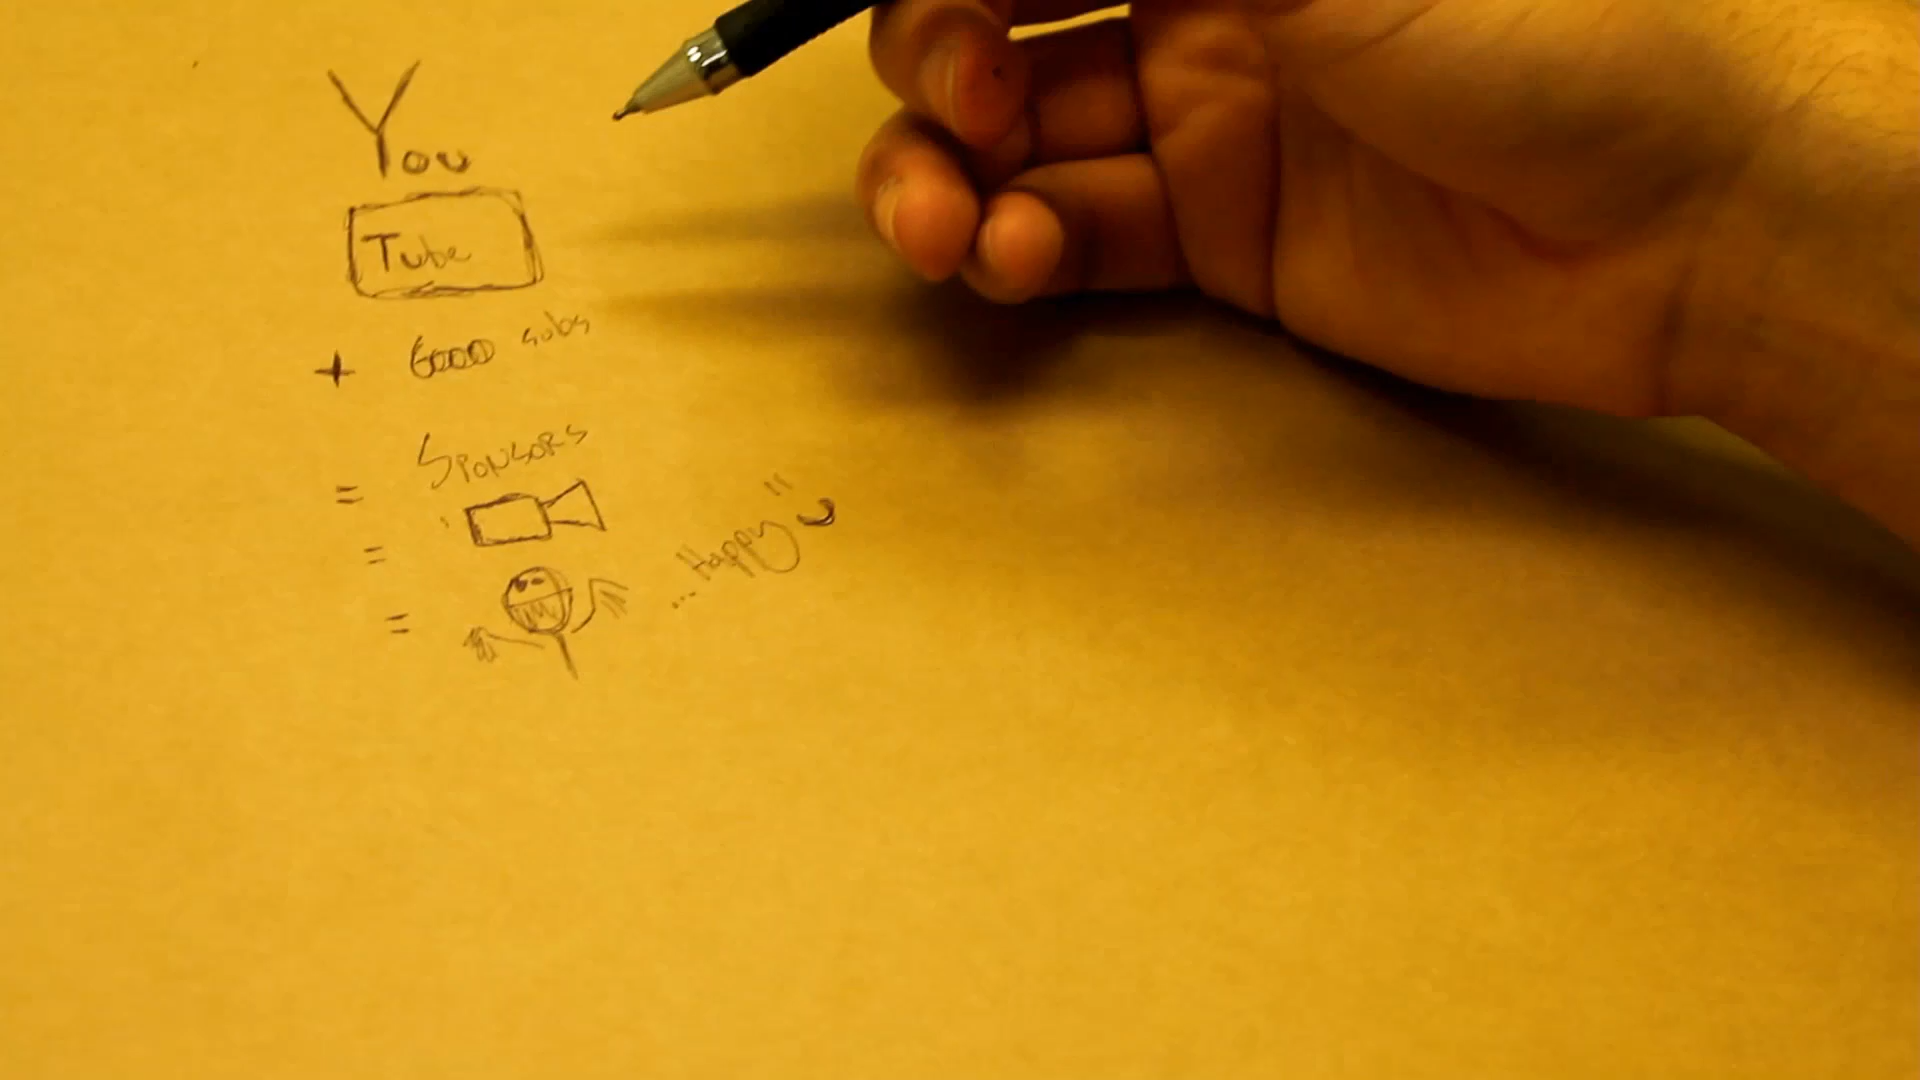 You
Tube
+ 6000 subs
= Sponsors
=
= ... Happy